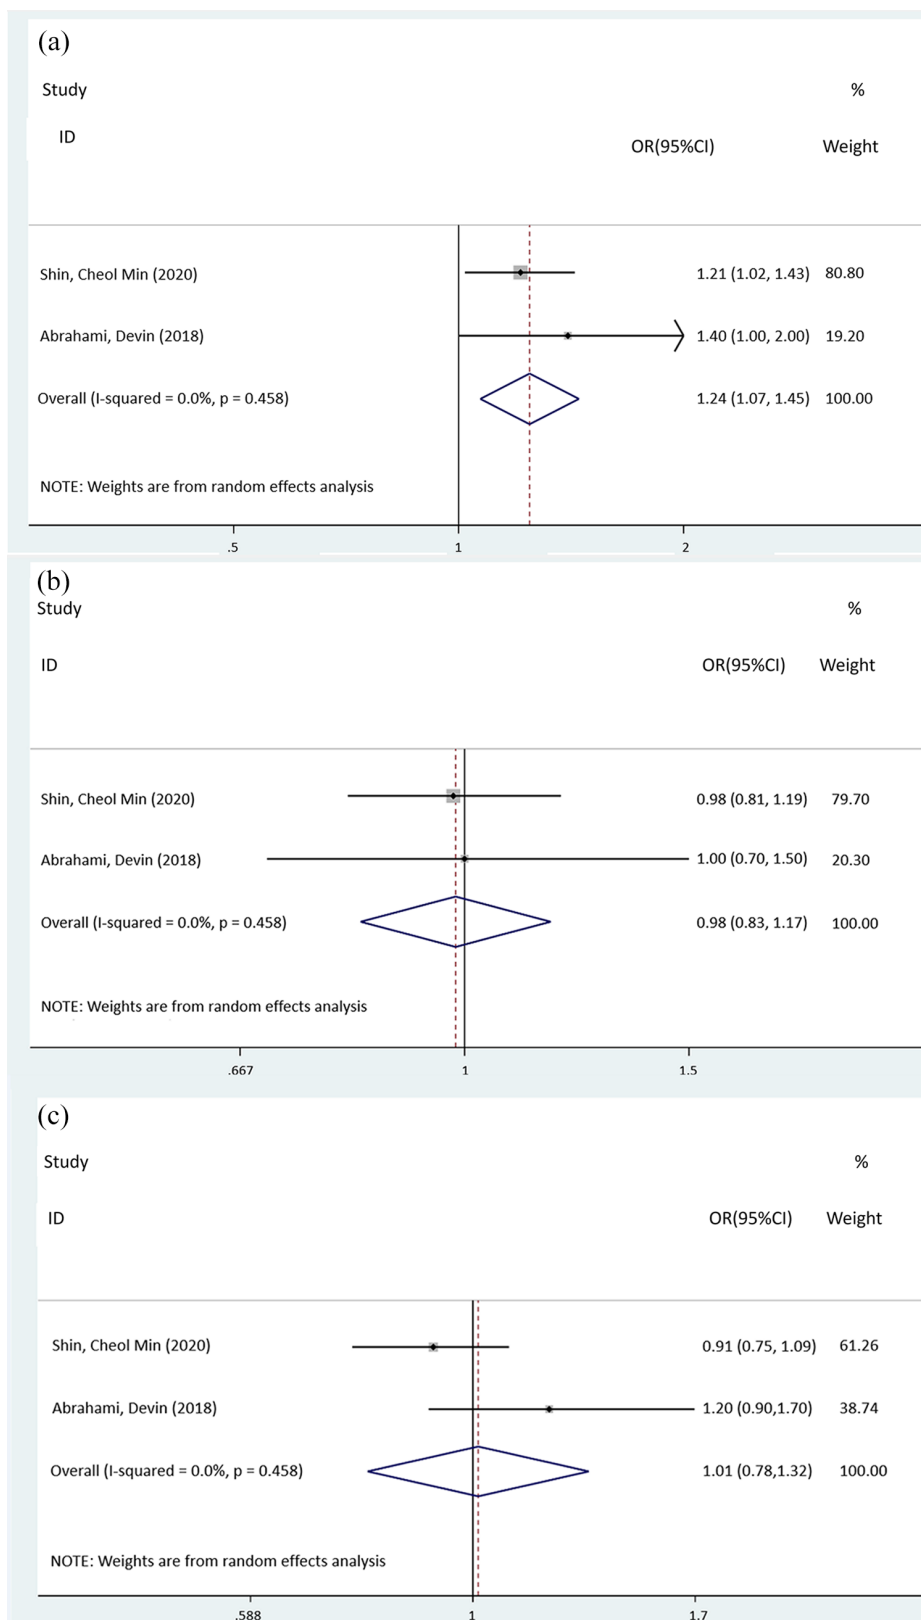 (a)
Study %
ID OR(95%CI) Weight
Shin, Cheol Min (2020) 1.21 (1.02, 1.43) 80.80
Abrahami, Devin (2018) 1.40 (1.00, 2.00) 19.20
Overall (I-squared = 0.0%, p = 0.458) 1.24 (1.07, 1.45) 100.00
NOTE: Weights are from random effects analysis
.5 1 2
(b)
Study %
ID OR(95%CI) Weight
Shin, Cheol Min (2020) 0.98 (0.81, 1.19) 79.70
Abrahami, Devin (2018) 1.00 (0.70, 1.50) 20.30
Overall (I-squared = 0.0%, p = 0.458) 0.98 (0.83, 1.17) 100.00
NOTE: Weights are from random effects analysis
.667 1 1.5
(c)
Study %
ID OR(95%CI) Weight
Shin, Cheol Min (2020) 0.91 (0.75, 1.09) 61.26
Abrahami, Devin (2018) 1.20 (0.90,1.70) 38.74
Overall (I-squared = 0.0%, p = 0.458) 1.01 (0.78,1.32) 100.00
NOTE: Weights are from random effects analysis
.588 1 1.7